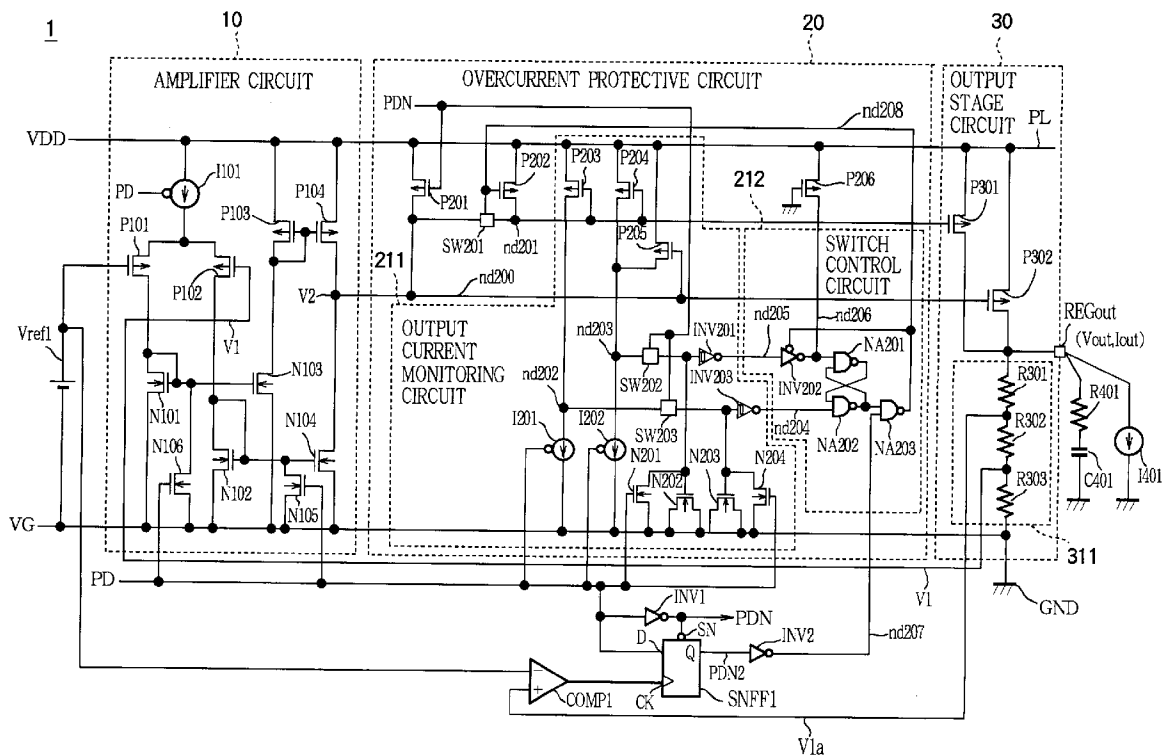 1
10
20
30
AMPLIFIER CIRCUIT
OVERCURRENT PROTECTIVE CIRCUIT
OUTPUT
STAGE
CIRCUIT
PDN
nd208
PL
VDD
I101
PD
P103
P104
P101
P102
P201
P202
P203
P204
P205
P206
212
P301
SW201
nd201
211
SWITCH
CONTROL
CIRCUIT
P302
V2
nd200
nd206
Vref1
V1
OUTPUT
CURRENT
MONITORING
CIRCUIT
nd203
INV201
nd205
NA201
REGout
(Vout,Iout)
SW202
INV203
INV202
N103
N101
nd202
SW203
nd204
NA202
NA203
R301
R401
N106
N104
I201
I202
N203
N204
R302
N201
N202
C401
I401
N102
N105
R303
VG
311
PD
V1
GND
INV1
PDN
SN
INV2
nd207
D
Q
PDN2
COMP1
CK
SNFF1
V1a